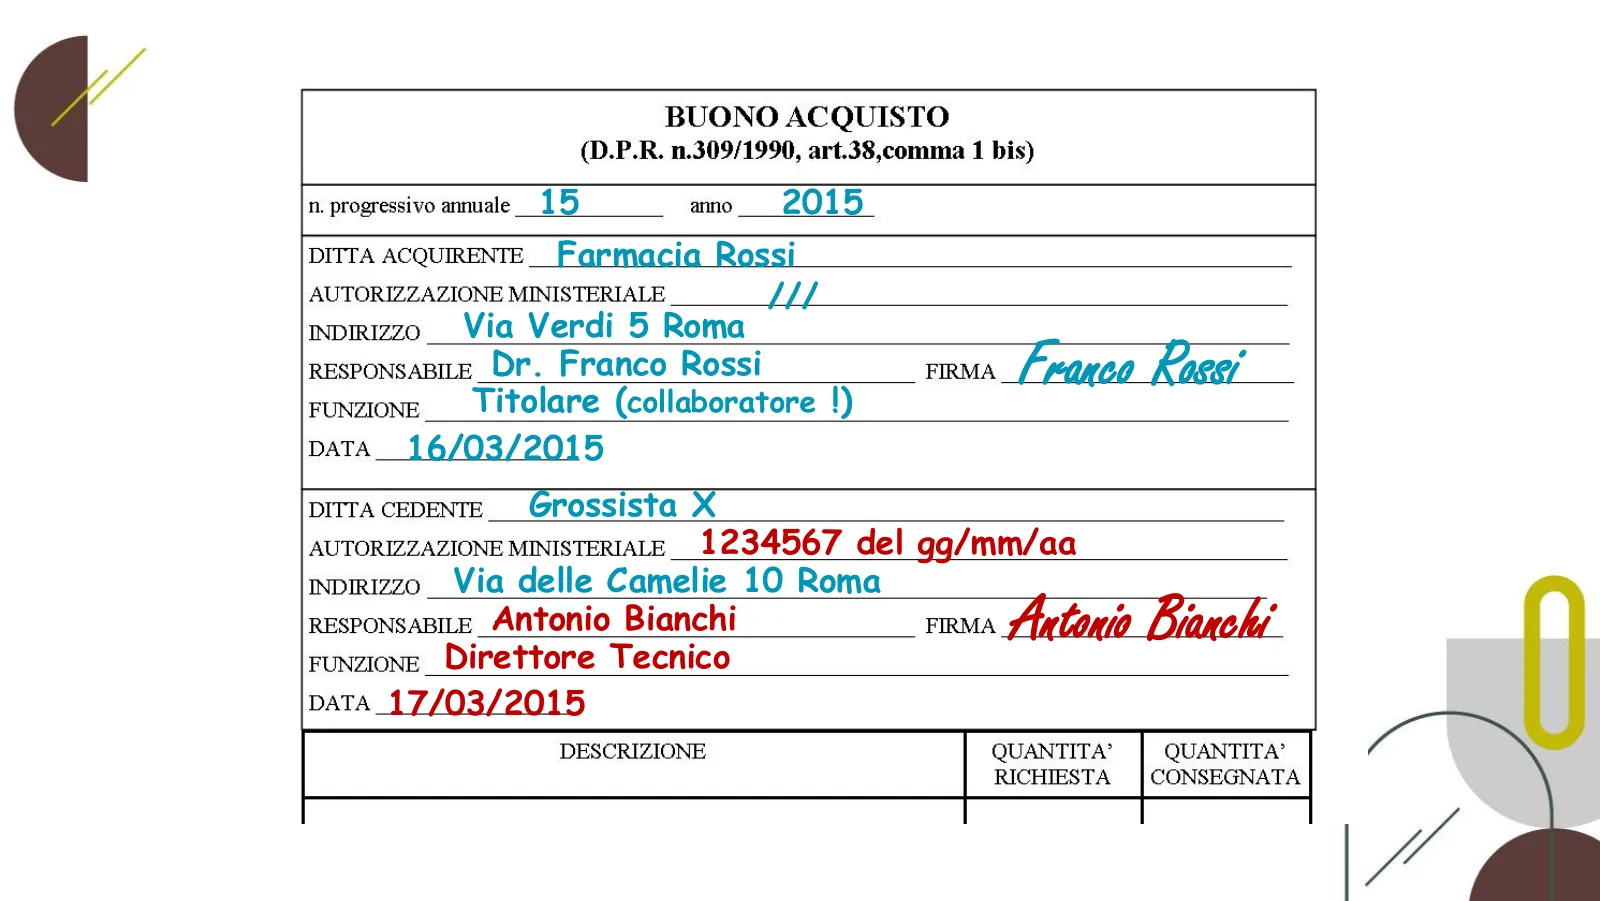 BUONO ACQUISTO
(D.P.R. n.309/1990, art.38,comma 1 bis)
n. progressivo annuale 15 anno 2015
DITTA ACQUIRENTE Farmacia Rossi
AUTORIZZAZIONE MINISTERIALE ///
INDIRIZZO Via Verdi 5 Roma
RESPONSABILE Dr. Franco Rossi FIRMA Franco Rossi
FUNZIONE Titolare (collaboratore !)
DATA 16/03/2015
DITTA CEDENTE Grossista X
AUTORIZZAZIONE MINISTERIALE 1234567 del gg/mm/aa
INDIRIZZO Via delle Camelie 10 Roma
RESPONSABILE Antonio Bianchi FIRMA Antonio Bianchi
FUNZIONE Direttore Tecnico
DATA 17/03/2015
DESCRIZIONE QUANTITA’ QUANTITA’
RICHIESTA CONSEGNATA